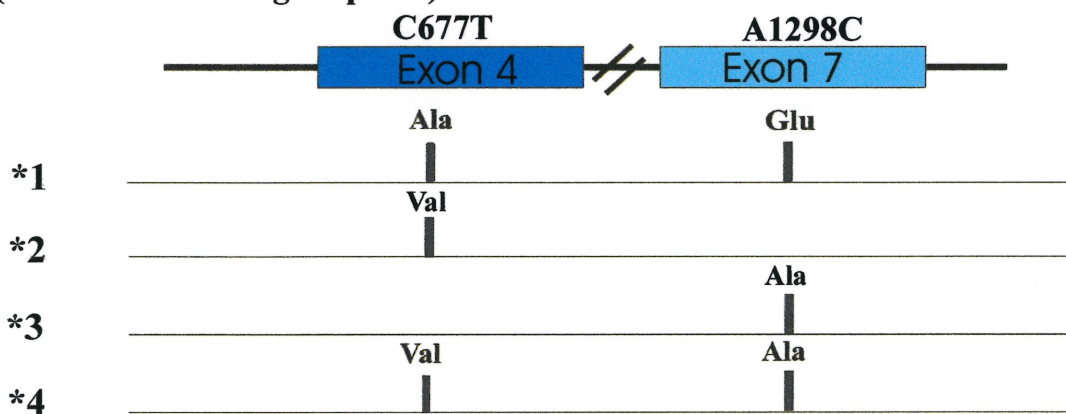 C677T A1298C
Exon 4 Exon 7
Ala Glu
*1
Val
*2
Ala
*3
Val Ala
*4